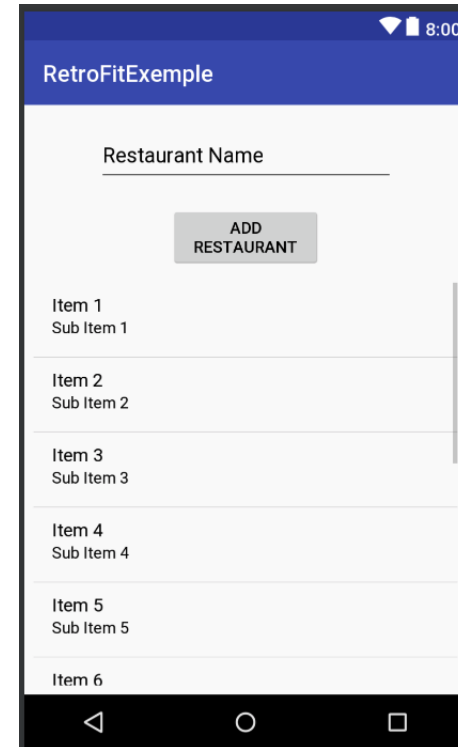 8:00
RetroFitExemple
Restaurant Name
ADD
RESTAURANT
Item 1
Sub Item 1
Item 2
Sub Item 2
Item 3
Sub Item 3
Item 4
Sub Item 4
Item 5
Sub Item 5
Item 6